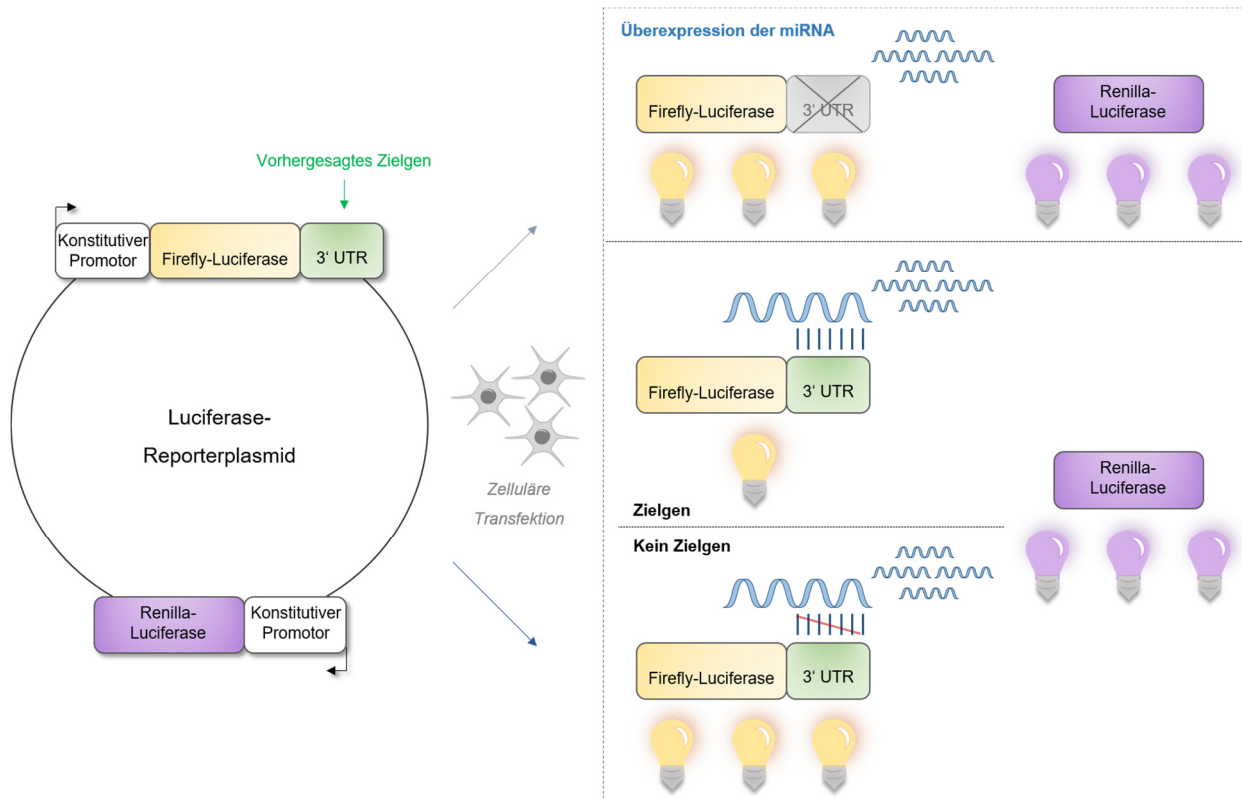 Vorhergesagtes Zielgen
Konstitutiver
Promotor
Firefly-Luciferase
3‘ UTR
Luciferase-
Reporterplasmid
Renilla-
Luciferase
Konstitutiver
Promotor
Zelluläre
Transfektion
Überexpression der miRNA
Firefly-Luciferase
3‘ UTR
Renilla-
Luciferase
Firefly-Luciferase
3‘ UTR
Zielgen
Renilla-
Luciferase
Kein Zielgen
Firefly-Luciferase
3‘ UTR